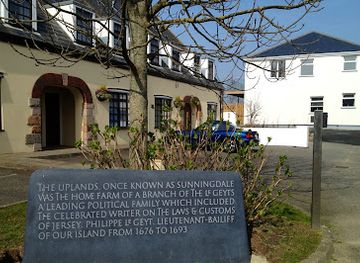 THE UPLANDS, ONCE KNOWN AS SUNNINGDALE
WAS THE HOME FARM OF A BRANCH OF THE LE GEYTS
A LEADING POLITICAL FAMILY WHICH INCLUDED
THE CELEBRATED WRITER ON THE LAWS & CUSTOMS
OF JERSEY, PHILIPPE LE GEYT, LIEUTENANT-BAILIFF
OF OUR ISLAND FROM 1676 TO 1693